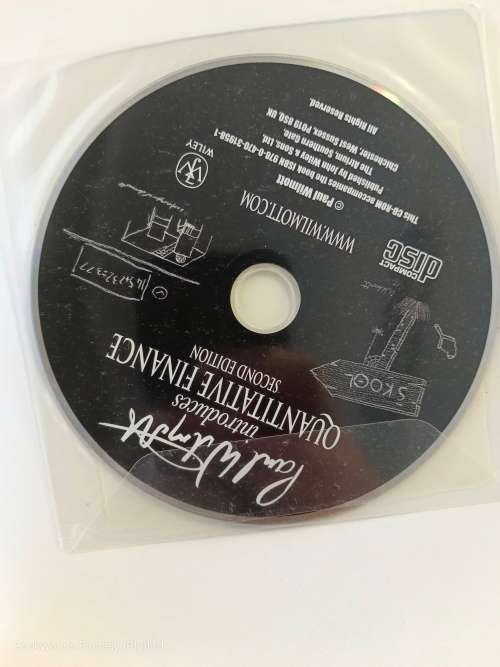 Paul Wilmott
introduces
QUANTITATIVE FINANCE
SECOND EDITION
SKOOL
COMPACT
disc
WWW.WILMOTT.COM
WILEY
© Paul Wilmott
This CD-ROM accompanies the book ISBN 978-0-470-31958-1
Published by John Wiley & Sons, Ltd.
The Atrium, Southern Gate,
Chichester, West Sussex, PO19 8SQ, UK
All Rights Reserved.